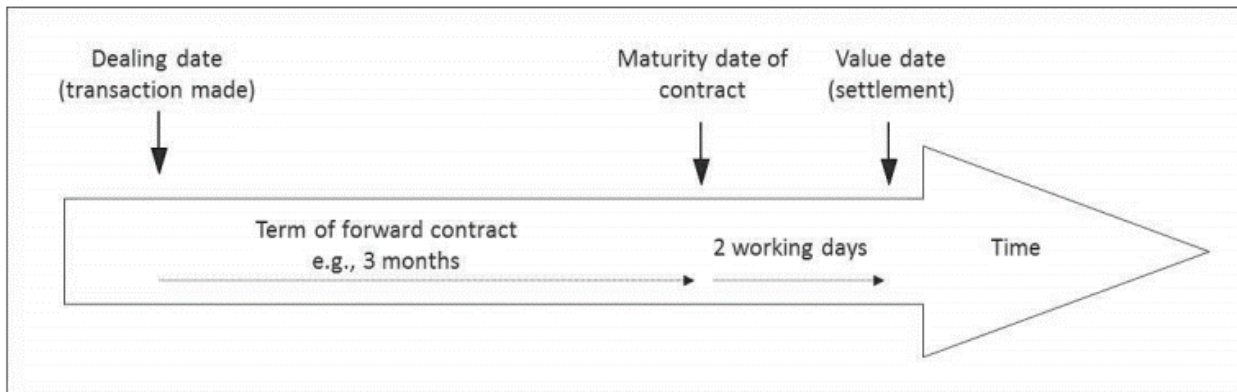 Dealing date
(transaction made)
Maturity date of
contract
Value date
(settlement)
Term of forward contract
e.g., 3 months
2 working days
Time